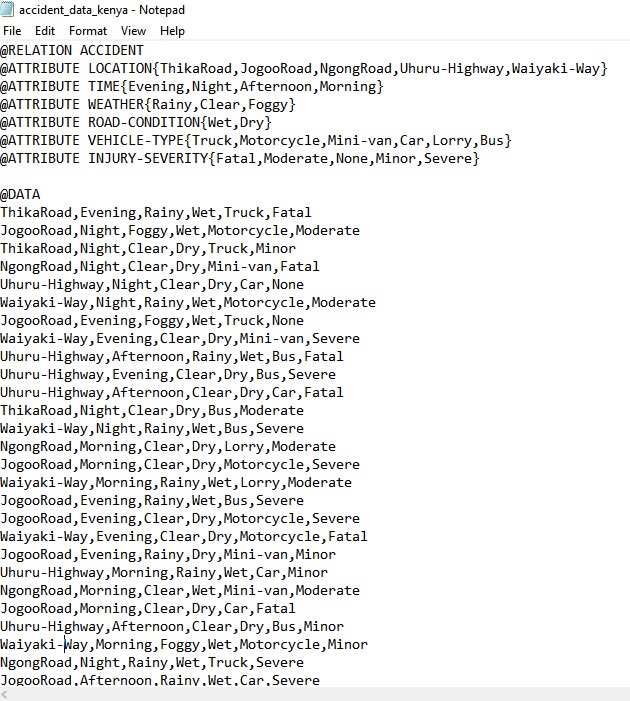 accident_data_kenya - Notepad
File Edit Format View Help
@RELATION ACCIDENT
@ATTRIBUTE LOCATION{ThikaRoad,JogooRoad,NgongRoad,Uhuru-Highway,Waiyaki-Way}
@ATTRIBUTE TIME{Evening,Night,Afternoon,Morning}
@ATTRIBUTE WEATHER{Rainy,Clear,Foggy}
@ATTRIBUTE ROAD-CONDITION{Wet,Dry}
@ATTRIBUTE VEHICLE-TYPE{Truck,Motorcycle,Mini-van,Car,Lorry,Bus}
@ATTRIBUTE INJURY-SEVERITY{Fatal,Moderate,None,Minor,Severe}
@DATA
ThikaRoad,Evening,Rainy,Wet,Truck,Fatal
JogooRoad,Night,Foggy,Wet,Motorcycle,Moderate
ThikaRoad,Night,Clear,Dry,Truck,Minor
NgongRoad,Night,Clear,Dry,Mini-van,Fatal
Uhuru-Highway,Night,Clear,Dry,Car,None
Waiyaki-Way,Night,Rainy,Wet,Motorcycle,Moderate
JogooRoad,Evening,Foggy,Wet,Truck,None
Waiyaki-Way,Evening,Clear,Dry,Mini-van,Severe
Uhuru-Highway,Afternoon,Rainy,Wet,Bus,Fatal
Uhuru-Highway,Evening,Clear,Dry,Bus,Severe
Uhuru-Highway,Afternoon,Clear,Dry,Car,Fatal
ThikaRoad,Night,Clear,Dry,Bus,Moderate
Waiyaki-Way,Night,Rainy,Wet,Bus,Severe
NgongRoad,Morning,Clear,Dry,Lorry,Moderate
JogooRoad,Morning,Clear,Dry,Motorcycle,Severe
Waiyaki-Way,Morning,Rainy,Wet,Lorry,Moderate
JogooRoad,Evening,Rainy,Wet,Bus,Severe
JogooRoad,Evening,Clear,Dry,Motorcycle,Severe
Waiyaki-Way,Evening,Clear,Dry,Motorcycle,Fatal
JogooRoad,Evening,Rainy,Dry,Mini-van,Minor
Uhuru-Highway,Morning,Rainy,Wet,Car,Minor
NgongRoad,Morning,Clear,Wet,Mini-van,Moderate
JogooRoad,Morning,Clear,Dry,Car,Fatal
Uhuru-Highway,Afternoon,Clear,Dry,Bus,Minor
Waiyaki-Way,Morning,Foggy,Wet,Motorcycle,Minor
NgongRoad,Night,Rainy,Wet,Truck,Severe
JogooRoad,Afternoon,Rainy,Wet,Car,Severe